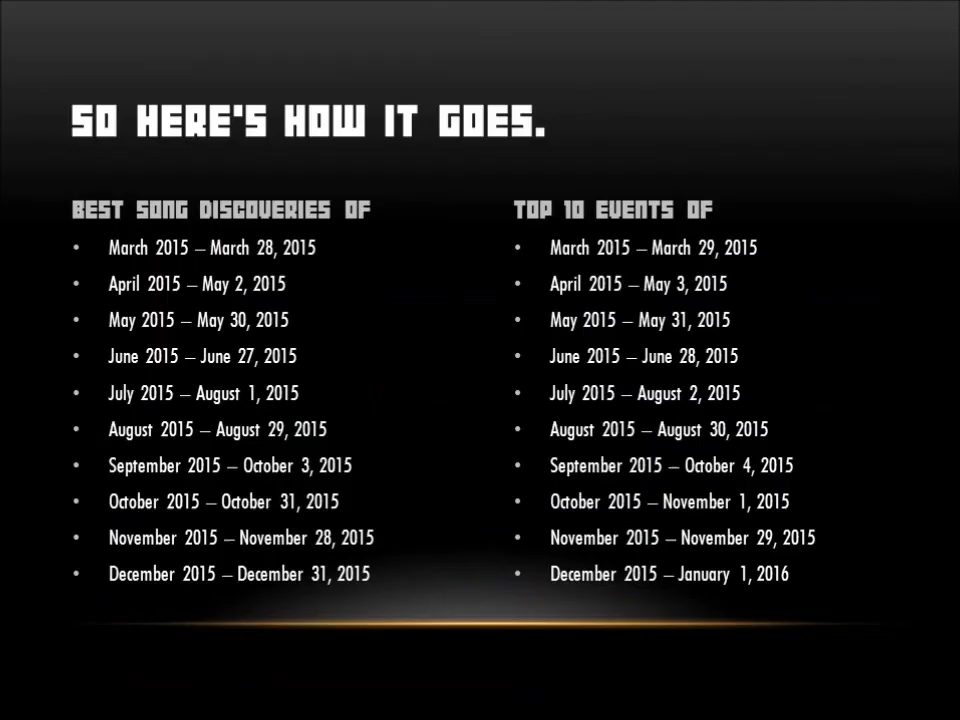 SO HERE'S HOW IT GOES.
BEST SONG DISCOVERIES OF
• March 2015 – March 28, 2015
• April 2015 – May 2, 2015
• May 2015 – May 30, 2015
• June 2015 – June 27, 2015
• July 2015 – August 1, 2015
• August 2015 – August 29, 2015
• September 2015 – October 3, 2015
• October 2015 – October 31, 2015
• November 2015 – November 28, 2015
• December 2015 – December 31, 2015
TOP 10 EVENTS OF
• March 2015 – March 29, 2015
• April 2015 – May 3, 2015
• May 2015 – May 31, 2015
• June 2015 – June 28, 2015
• July 2015 – August 2, 2015
• August 2015 – August 30, 2015
• September 2015 – October 4, 2015
• October 2015 – November 1, 2015
• November 2015 – November 29, 2015
• December 2015 – January 1, 2016